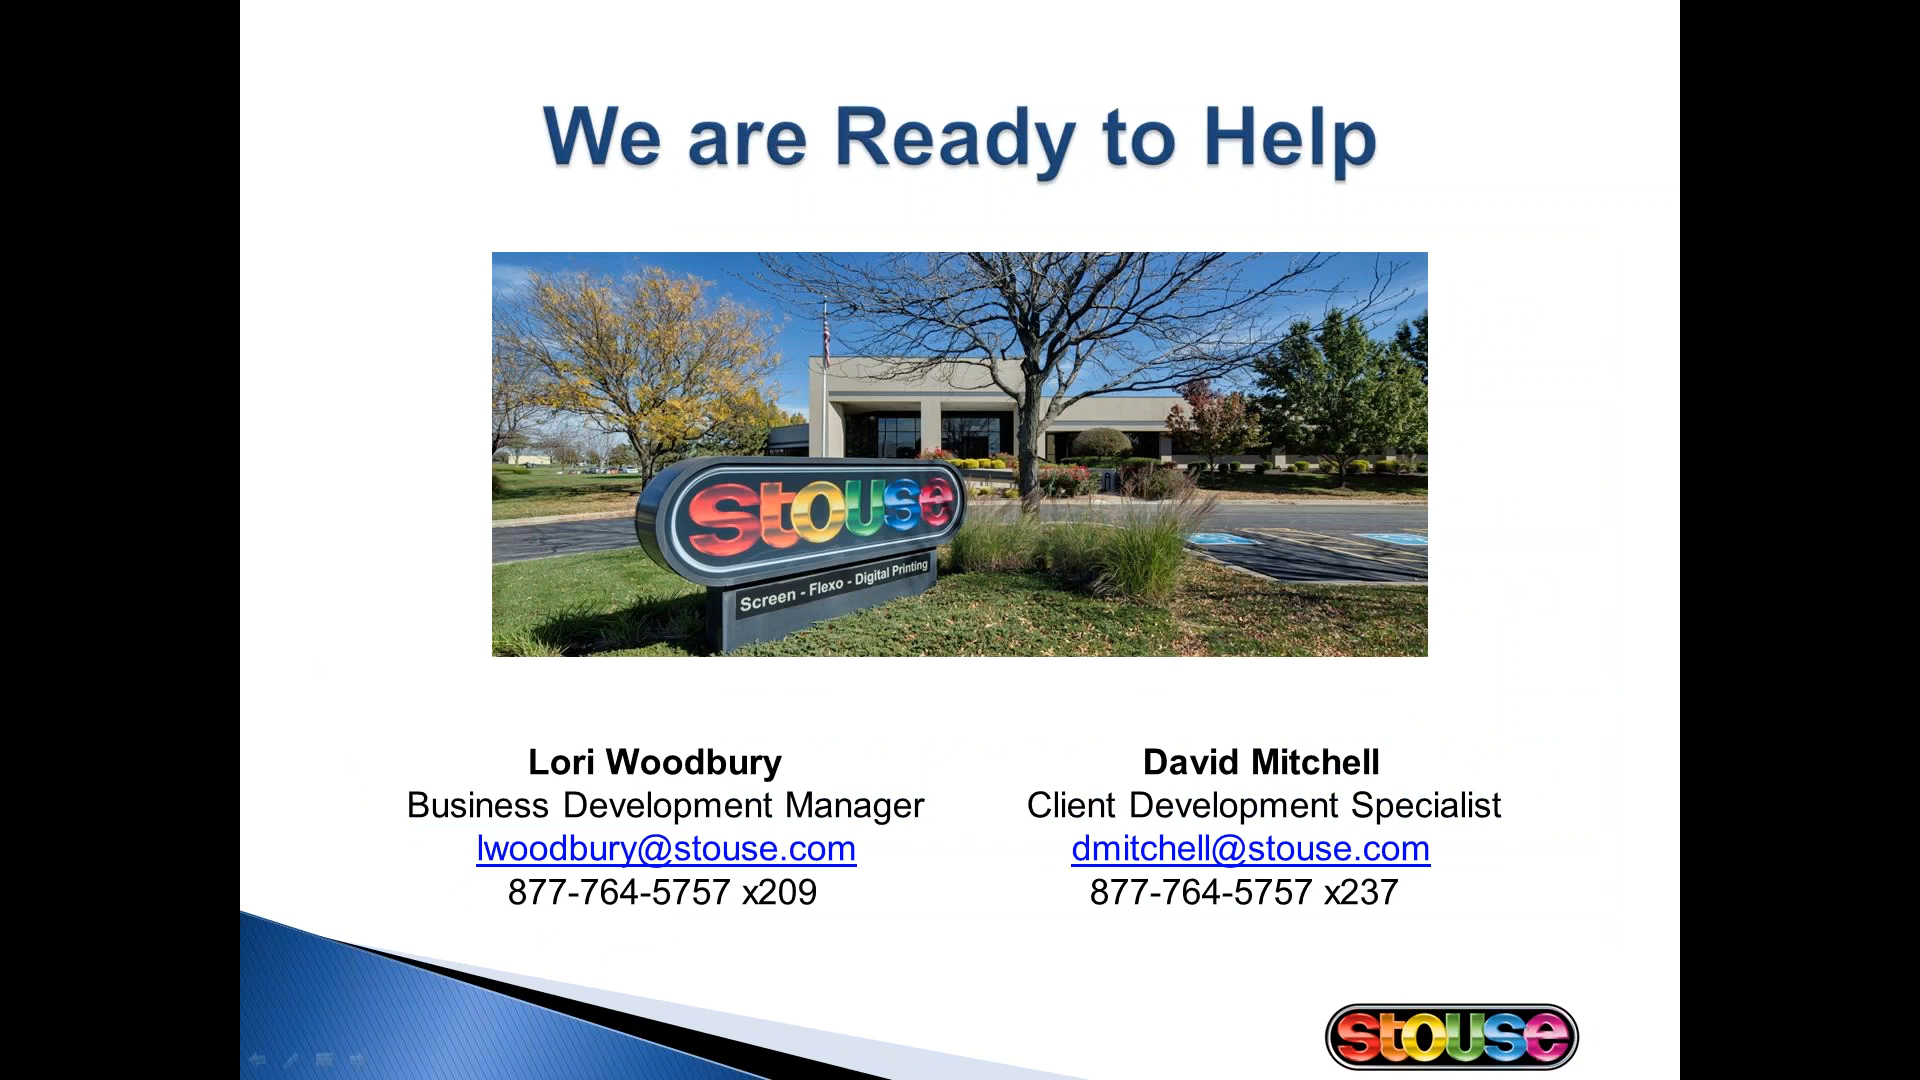 We are Ready to Help
stouse
Screen - Flexo - Digital Printing
Lori Woodbury
Business Development Manager
lwoodbury@stouse.com
877-764-5757 x209
David Mitchell
Client Development Specialist
dmitchell@stouse.com
877-764-5757 x237
stouse